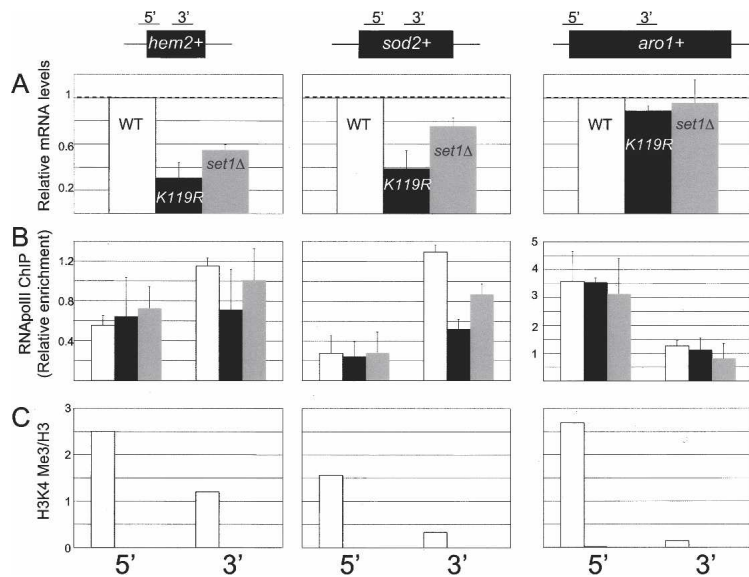 5' 3' 5' 3' 5' 3'
hem2+ sod2+ aro1+
A
Relative mRNA levels
1
0.6
0.2
WT K119R set1Δ
WT K119R set1Δ
WT K119R set1Δ
B
RNApolII ChIP
(Relative enrichment)
1.2
0.8
0.4
5
4
3
2
1
C
H3K4 Me3/H3
3
2
1
0
5' 3' 5' 3' 5' 3'